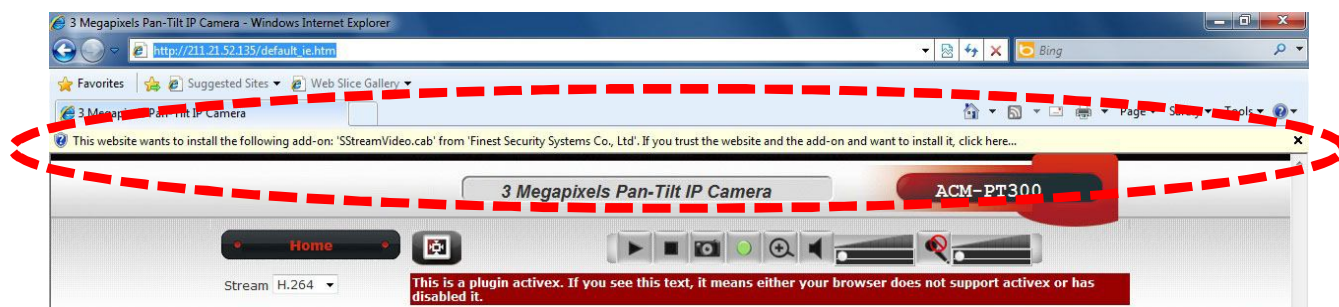 3 Megapixels Pan-Tilt IP Camera - Windows Internet Explorer
http://211.21.52.135/default_ie.htm
Bing
Favorites Suggested Sites Web Slice Gallery
3 Megapixels Pan-Tilt IP Camera Page Safety Tools
This website wants to install the following add-on: 'SStreamVideo.cab' from 'Finest Security Systems Co., Ltd'. If you trust the website and the add-on and want to install it, click here...
3 Megapixels Pan-Tilt IP Camera ACM-PT300
Home
Stream H.264
This is a plugin activex. If you see this text, it means either your browser does not support activex or has
disabled it.